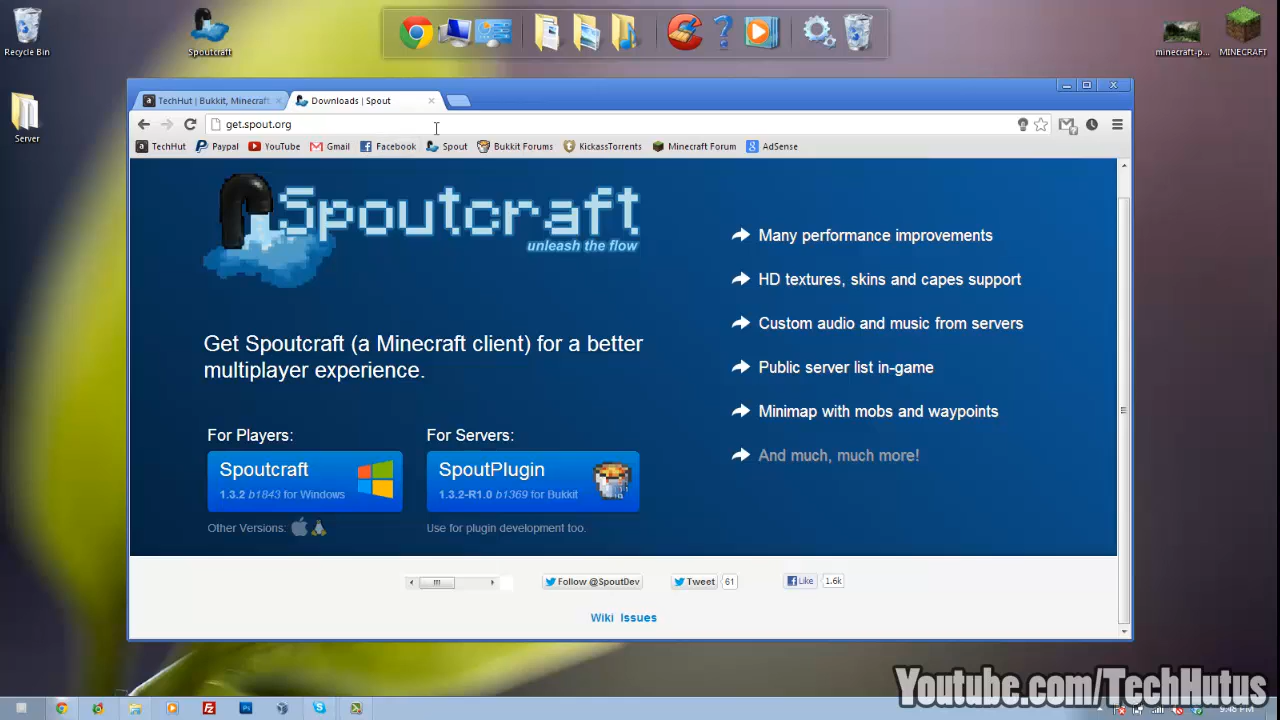 Recycle Bin
Spoutcraft
minecraft-p...
MINECRAFT
Server
TechHut | Bukkit, Minecraft
Downloads | Spout
get.spout.org
TechHut
Paypal
YouTube
Gmail
Facebook
Spout
Bukkit Forums
KickassTorrents
Minecraft Forum
AdSense
Spoutcraft
unleash the flow
Get Spoutcraft (a Minecraft client) for a better
multiplayer experience.
For Players:
Spoutcraft
1.3.2 b1843 for Windows
Other Versions:
For Servers:
SpoutPlugin
1.3.2-R1.0 b1369 for Bukkit
Use for plugin development too.
Many performance improvements
HD textures, skins and capes support
Custom audio and music from servers
Public server list in-game
Minimap with mobs and waypoints
And much, much more!
Follow @SpoutDev
Tweet
61
Like
1.6k
Wiki Issues
Youtube.com/TechHutus
9:48 PM